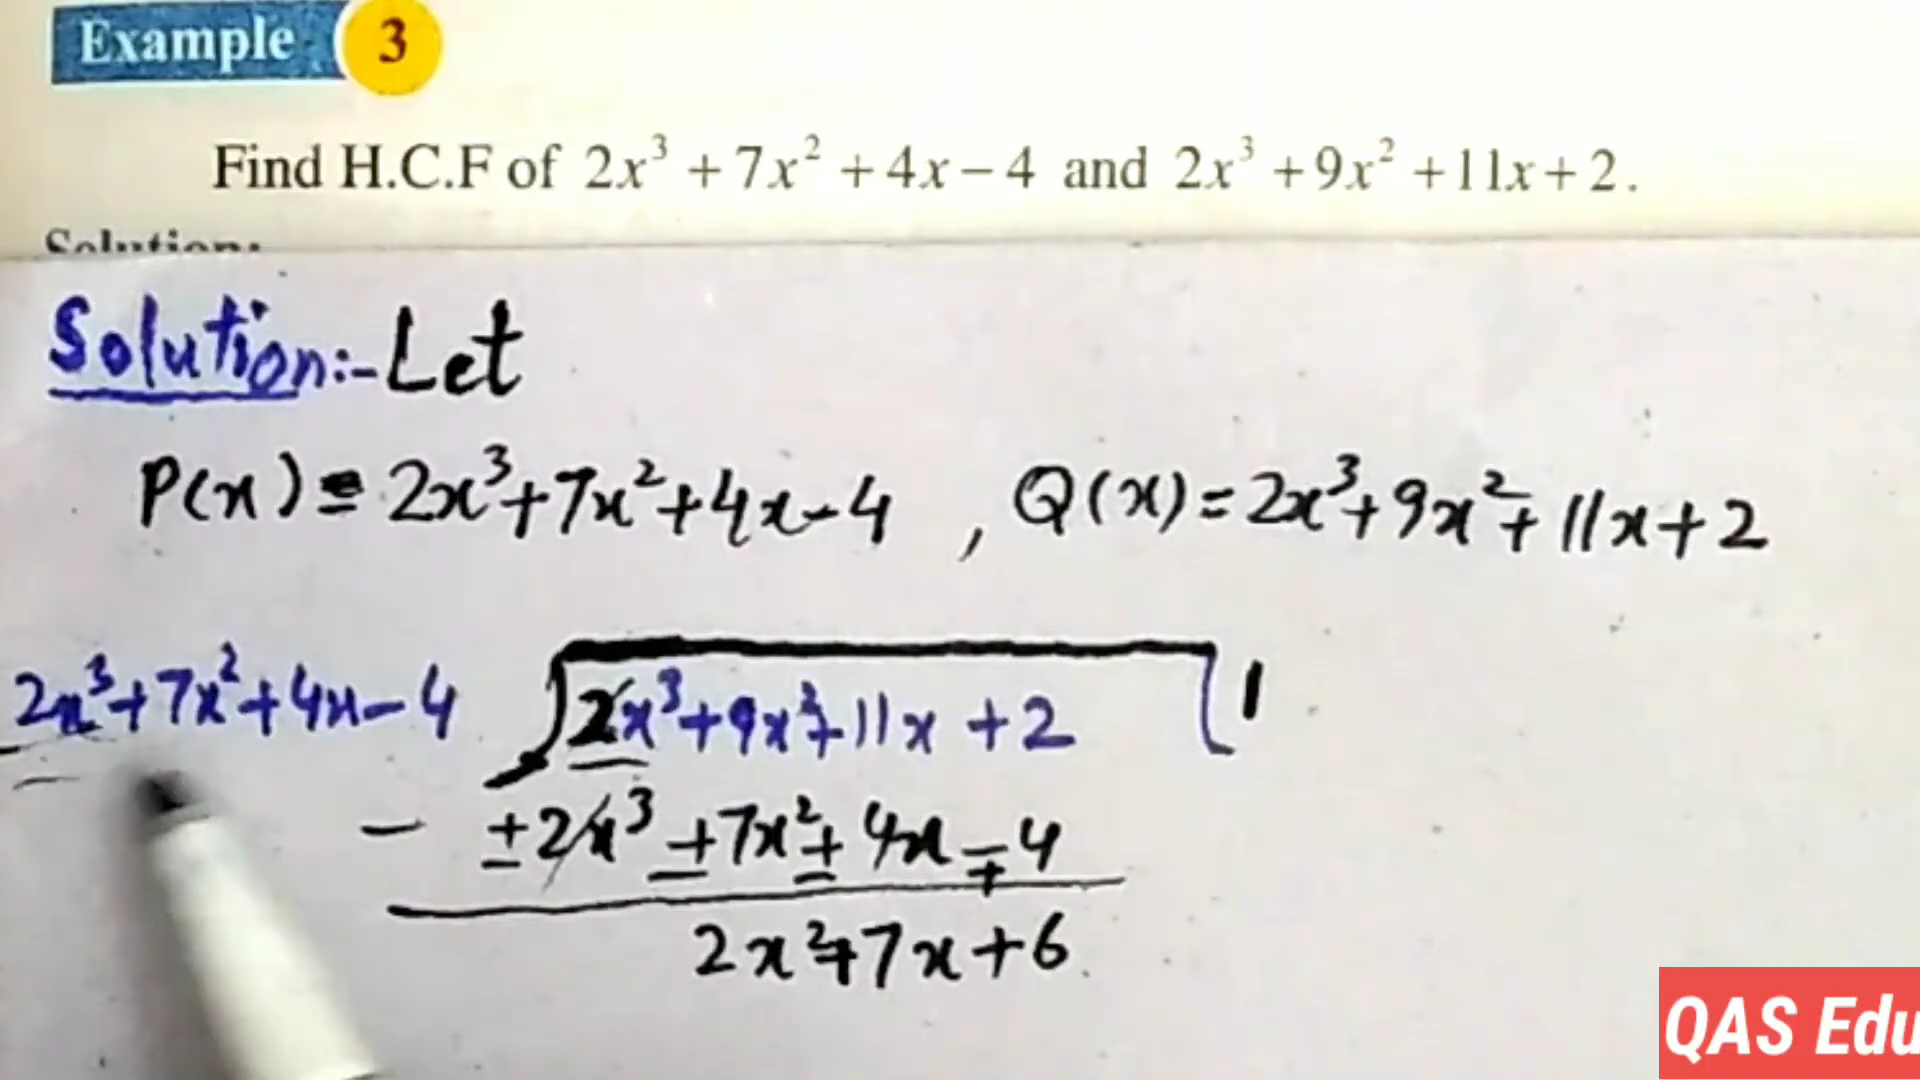 Example 3
Find H.C.F of 2x³ + 7x² + 4x − 4 and 2x³ + 9x² + 11x + 2.
Solution:
Solution:- Let
P(x) = 2x³ + 7x² + 4x - 4 , Q(x) = 2x³ + 9x² + 11x + 2
2x³ + 7x² + 4x - 4 2x³ + 9x² + 11x + 2 1
- ± 2x³ ± 7x² ± 4x ∓ 4
2x² + 7x + 6
QAS Edu